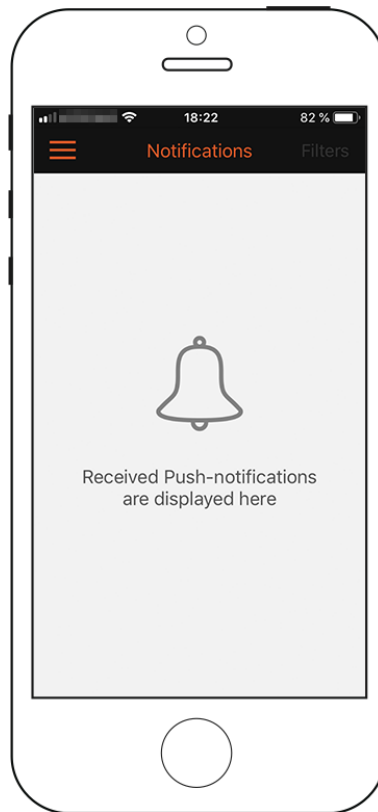 18:22 82 %
Notifications Filters
Received Push-notifications
are displayed here